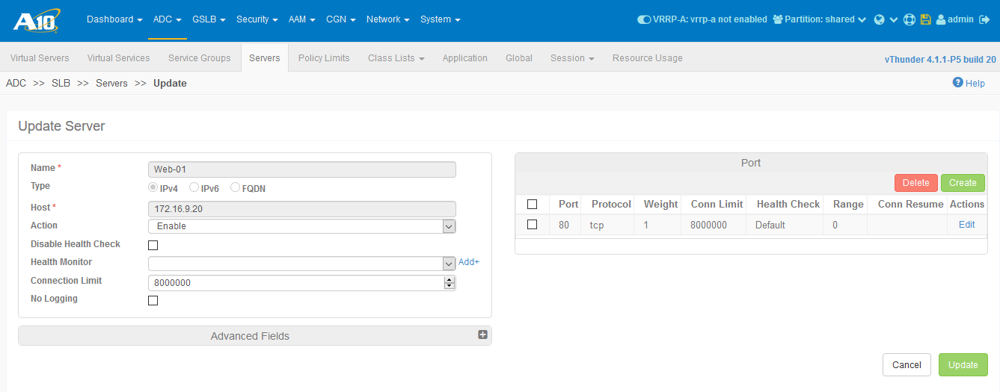 A10
Dashboard ADC GSLB Security AAM CGN Network System VRRP-A: vrrp-a not enabled Partition: shared admin
Virtual Servers Virtual Services Service Groups Servers Policy Limits Class Lists Application Global Session Resource Usage vThunder 4.1.1-P5 build 20
ADC >> SLB >> Servers >> Update Help
Update Server
Name * Web-01
Type IPv4 IPv6 FQDN
Host * 172.16.9.20
Action Enable
Disable Health Check
Health Monitor Add+
Connection Limit 8000000
No Logging
Advanced Fields
Port
Delete Create
Port Protocol Weight Conn Limit Health Check Range Conn Resume Actions
80 tcp 1 8000000 Default 0 Edit
Cancel Update